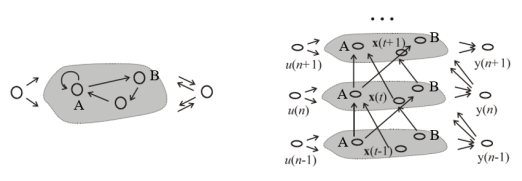 ...
A
x(t+1)
B
u(n+1)
y(n+1)
B
A
A
x(t)
B
u(n)
y(n)
A
x(t-1)
B
u(n-1)
y(n-1)